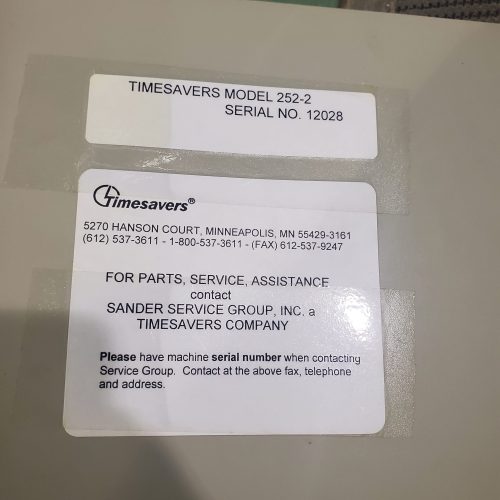 TIMESAVERS MODEL 252-2
SERIAL NO. 12028
Timesavers®
5270 HANSON COURT, MINNEAPOLIS, MN 55429-3161
(612) 537-3611 - 1-800-537-3611 - (FAX) 612-537-9247
FOR PARTS, SERVICE, ASSISTANCE
contact
SANDER SERVICE GROUP, INC. a
TIMESAVERS COMPANY
Please have machine serial number when contacting
Service Group. Contact at the above fax, telephone
and address.